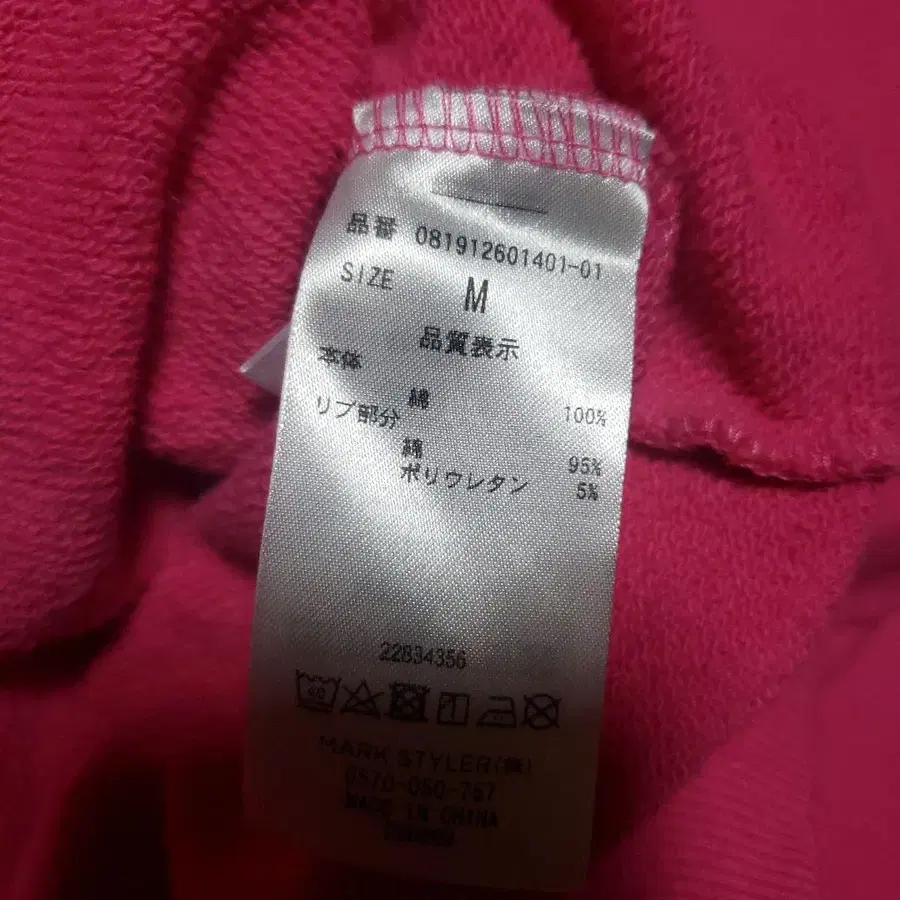 品番 081912601401-01
SIZE M
品質表示
本体
綿 100%
リブ部分
綿 95%
ポリウレタン 5%
22834356
40
MARK STYLER(株)
0570-050-757
MADE IN CHINA